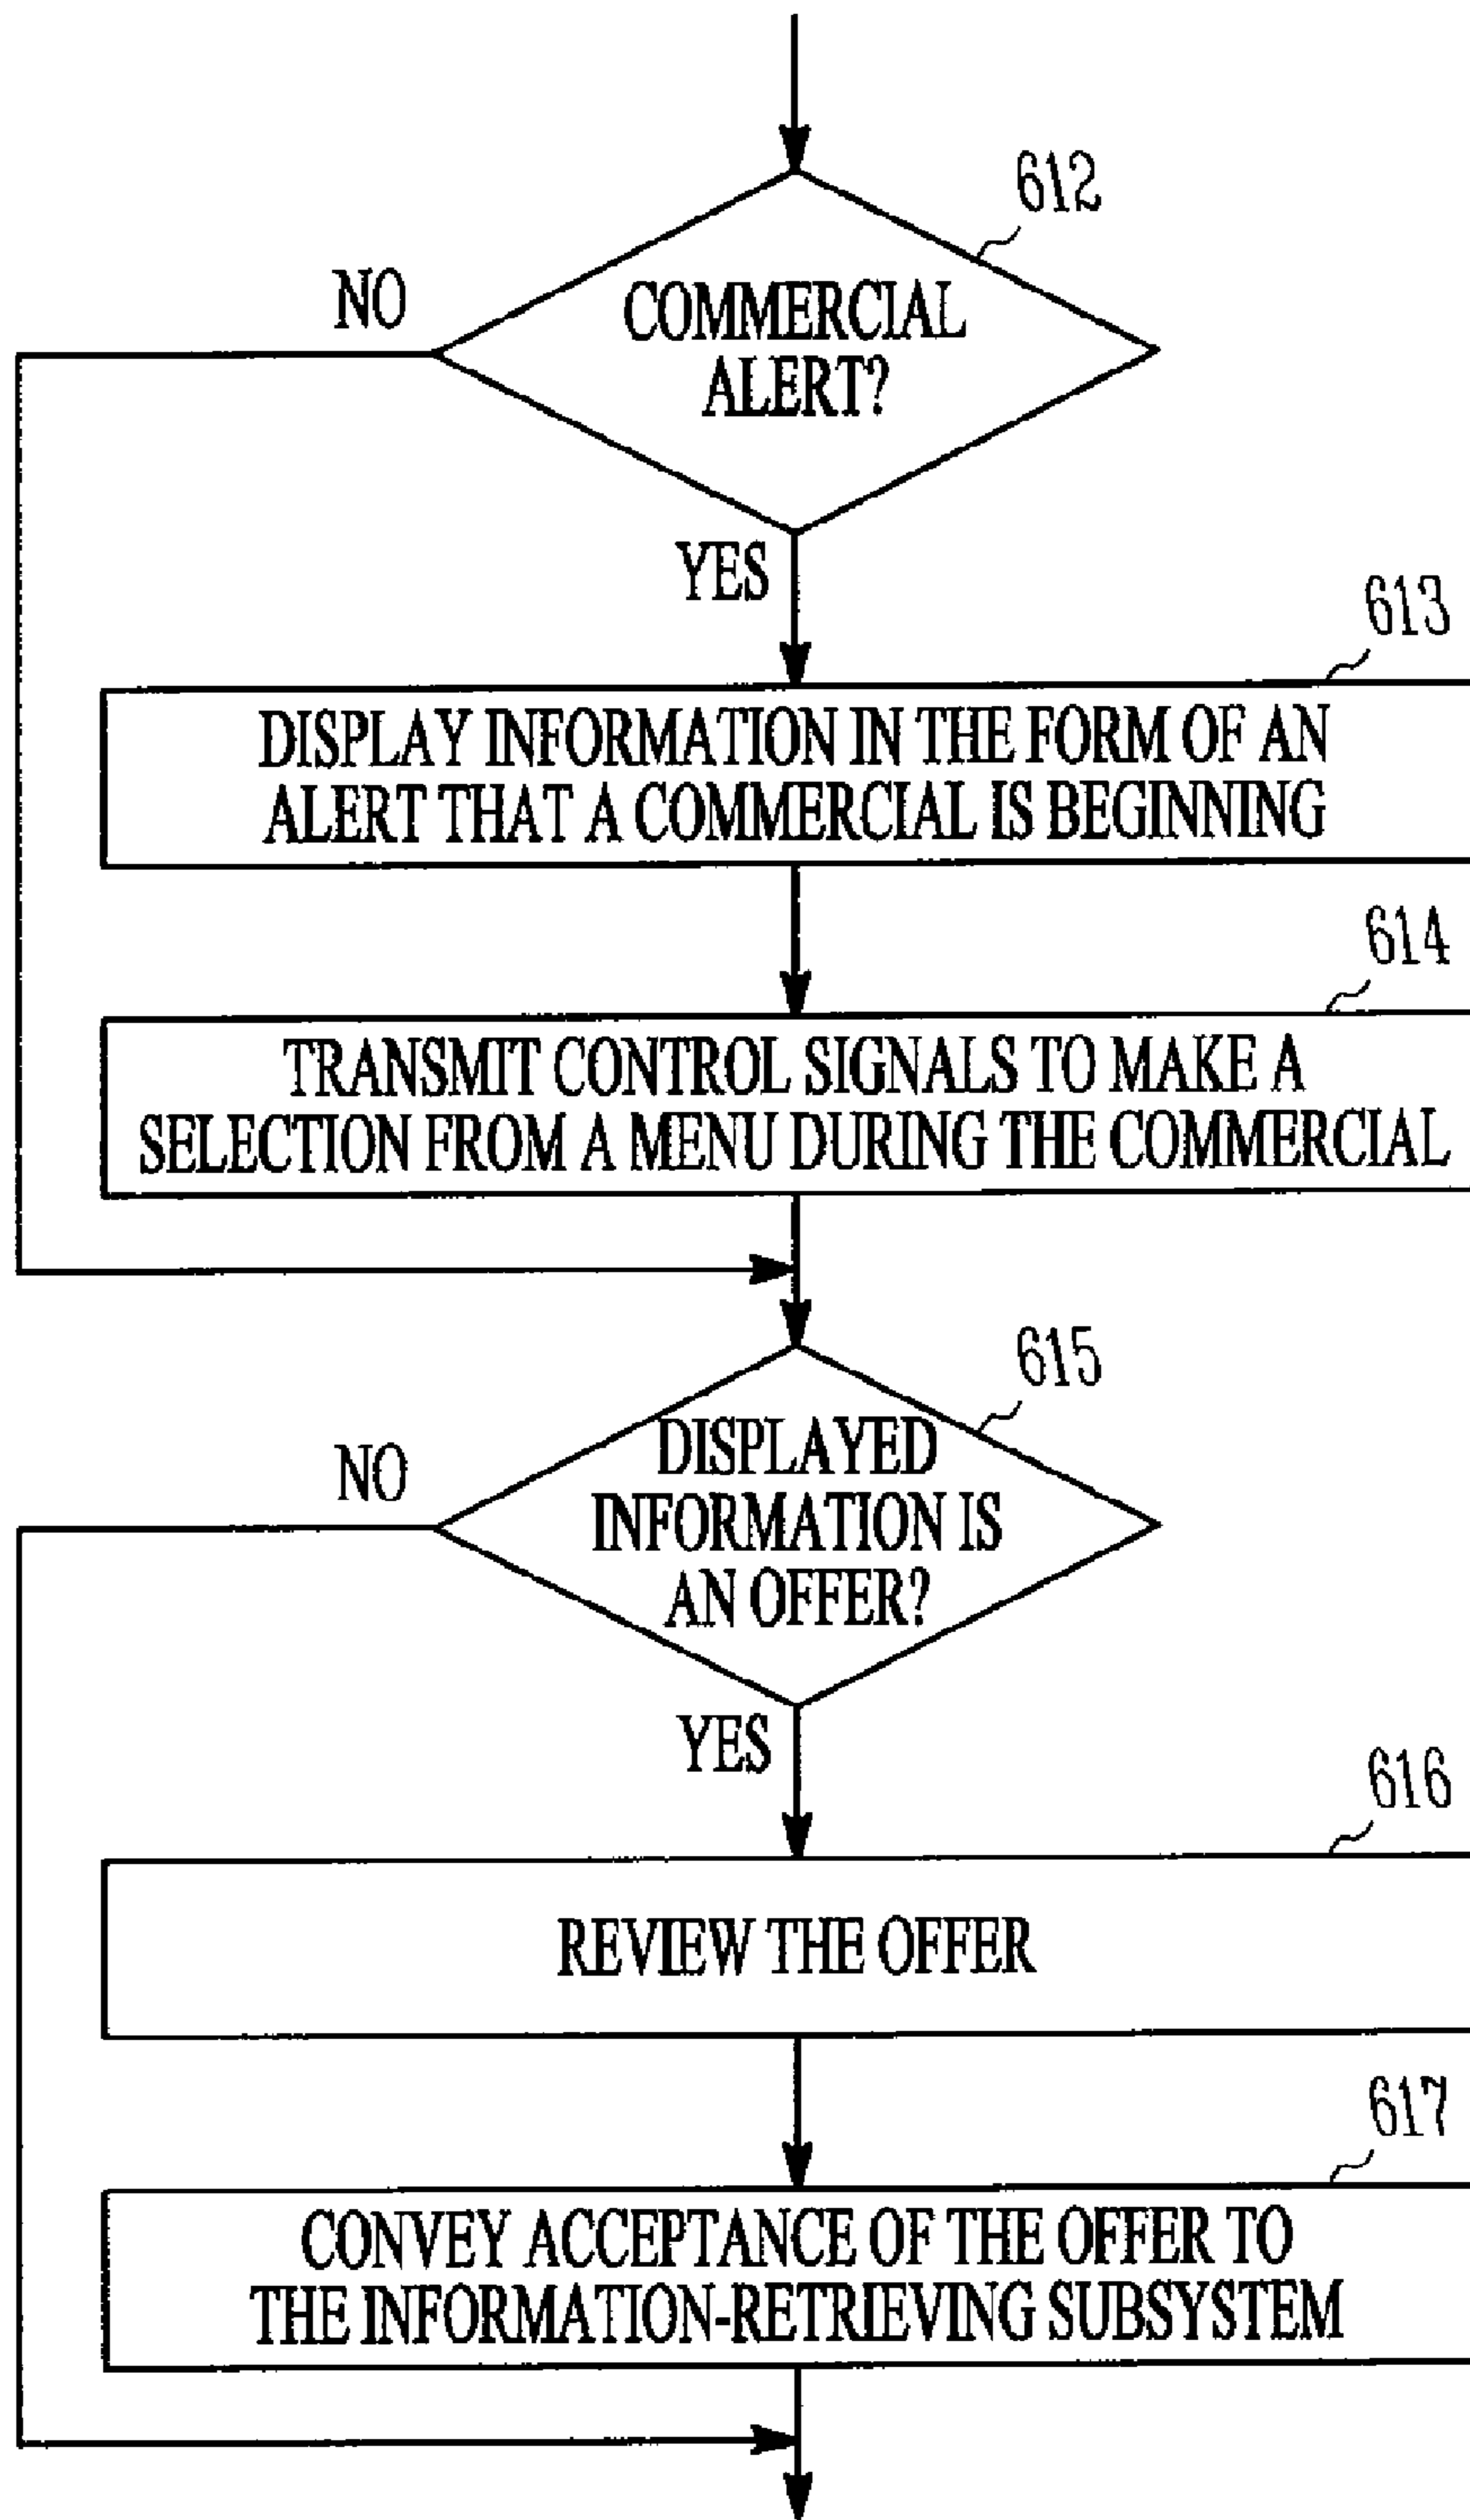 612
NO
COMMERCIAL
ALERT?
YES
613
DISPLAY INFORMATION IN THE FORM OF AN
ALERT THAT A COMMERCIAL IS BEGINNING
614
TRANSMIT CONTROL SIGNALS TO MAKE A
SELECTION FROM A MENU DURING THE COMMERCIAL
615
NO
DISPLAYED
INFORMATION IS
AN OFFER?
YES
616
REVIEW THE OFFER
617
CONVEY ACCEPTANCE OF THE OFFER TO
THE INFORMATION-RETRIEVING SUBSYSTEM